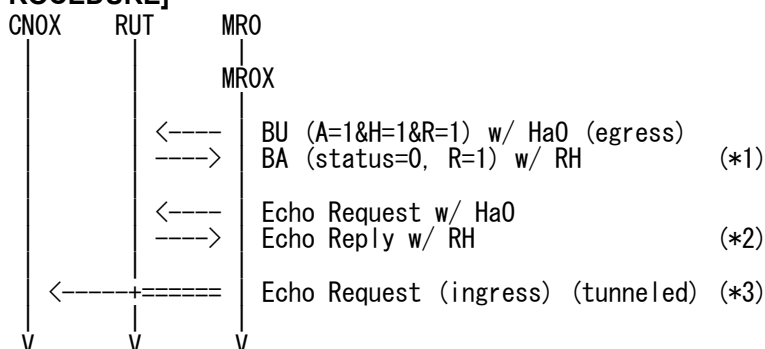 CNOX RUT MR0
MR0X
<---- BU (A=1&H=1&R=1) w/ HaO (egress)
----> BA (status=0, R=1) w/ RH (*1)
<---- Echo Request w/ HaO
----> Echo Reply w/ RH (*2)
<-----+====== Echo Request (ingress) (tunneled) (*3)
V V V